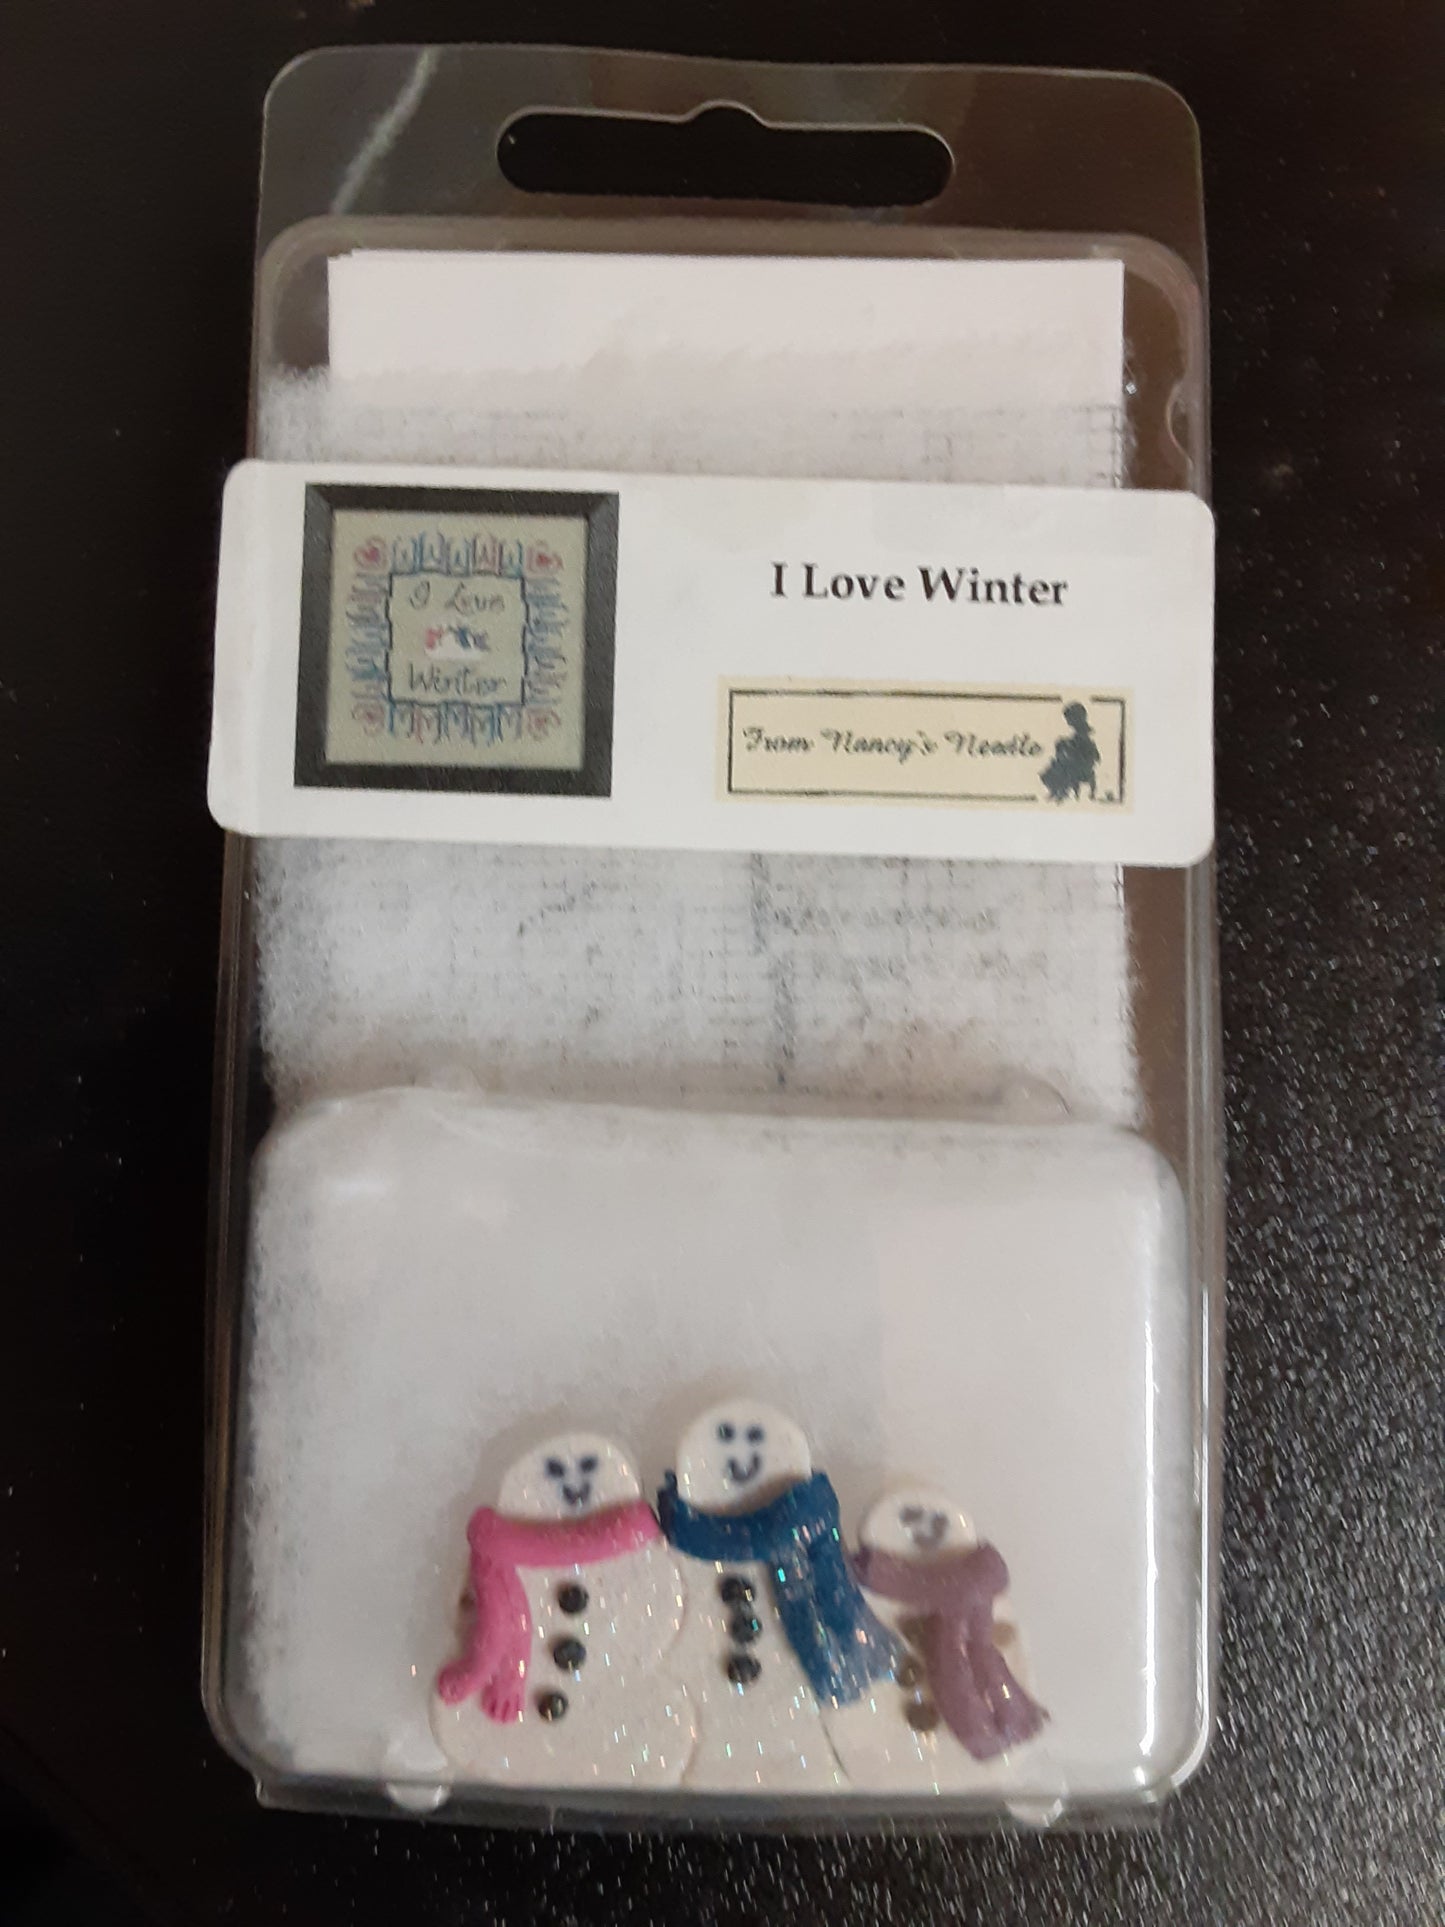 I Love
Winter
I Love Winter
From Nancy's Needle